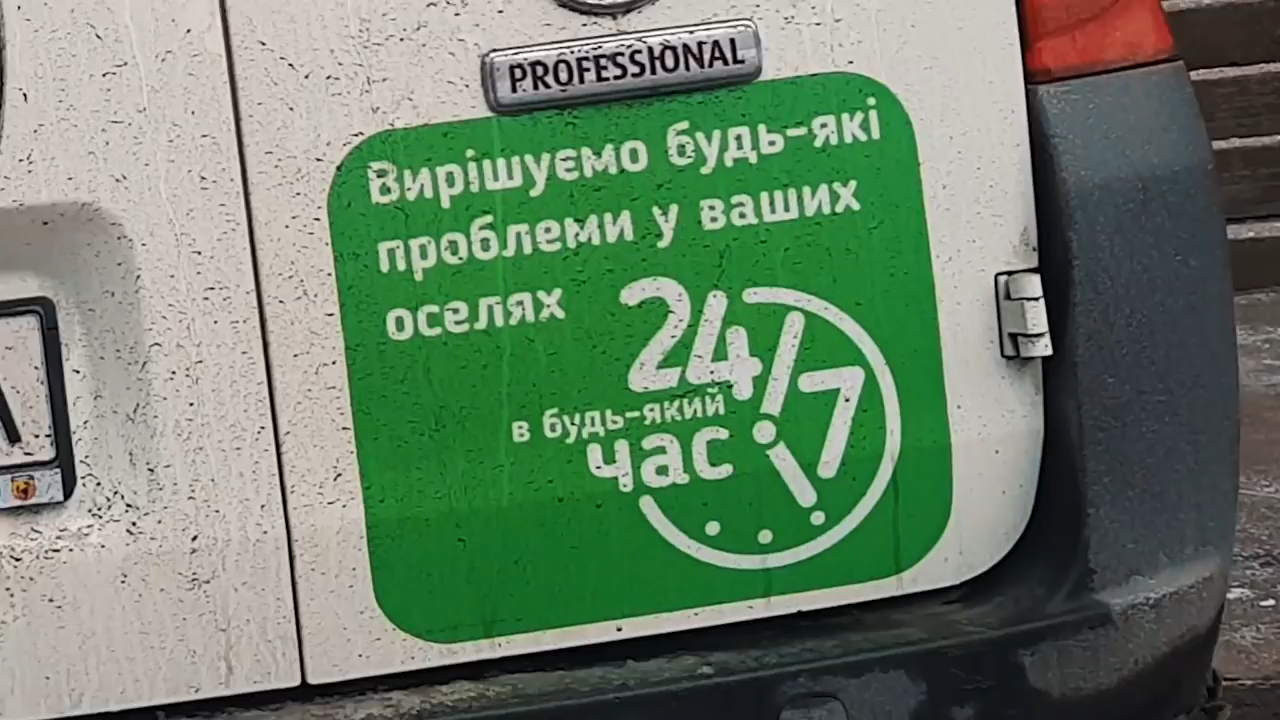 PROFESSIONAL
Вирішуємо будь-які
проблеми у ваших
оселях
24/7
в будь-який
час